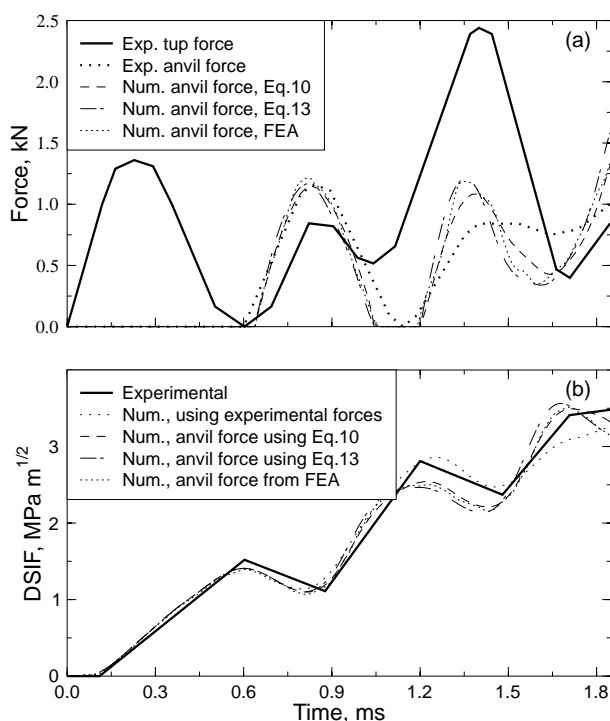 (a)
Exp. tup force
Exp. anvil force
Num. anvil force, Eq.10
Num. anvil force, Eq.13
Num. anvil force, FEA
2.5
2.0
1.5
1.0
0.5
0.0
Force, kN
(b)
Experimental
Num., using experimental forces
Num., anvil force using Eq.10
Num., anvil force using Eq.13
Num., anvil force from FEA
3
2
1
0
DSIF, MPa m^1/2
0.0 0.3 0.6 0.9 1.2 1.5 1.8
Time, ms